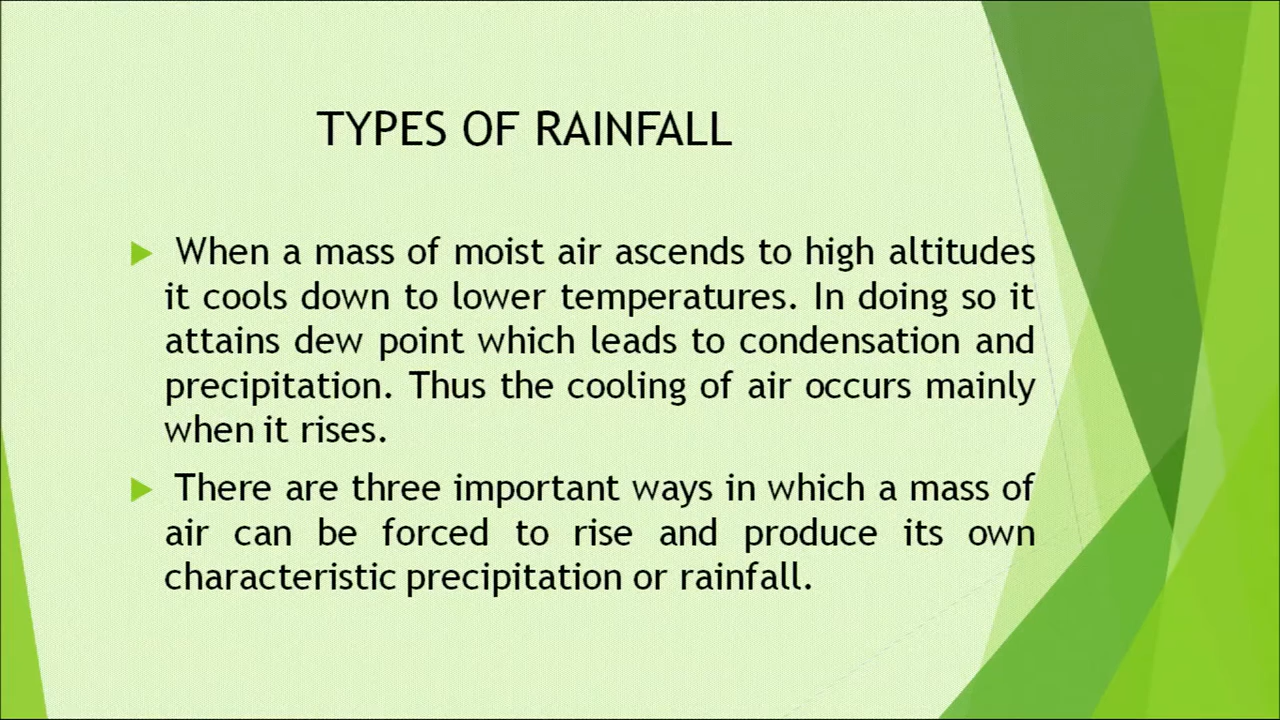 TYPES OF RAINFALL
When a mass of moist air ascends to high altitudes
it cools down to lower temperatures. In doing so it
attains dew point which leads to condensation and
precipitation. Thus the cooling of air occurs mainly
when it rises.
There are three important ways in which a mass of
air can be forced to rise and produce its own
characteristic precipitation or rainfall.